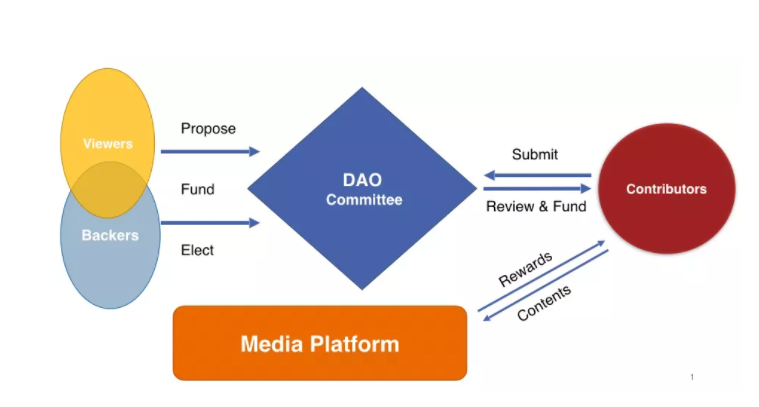 Viewers
Backers
Propose
Fund
Elect
DAO
Committee
Submit
Review & Fund
Contributors
Rewards
Contents
Media Platform
1